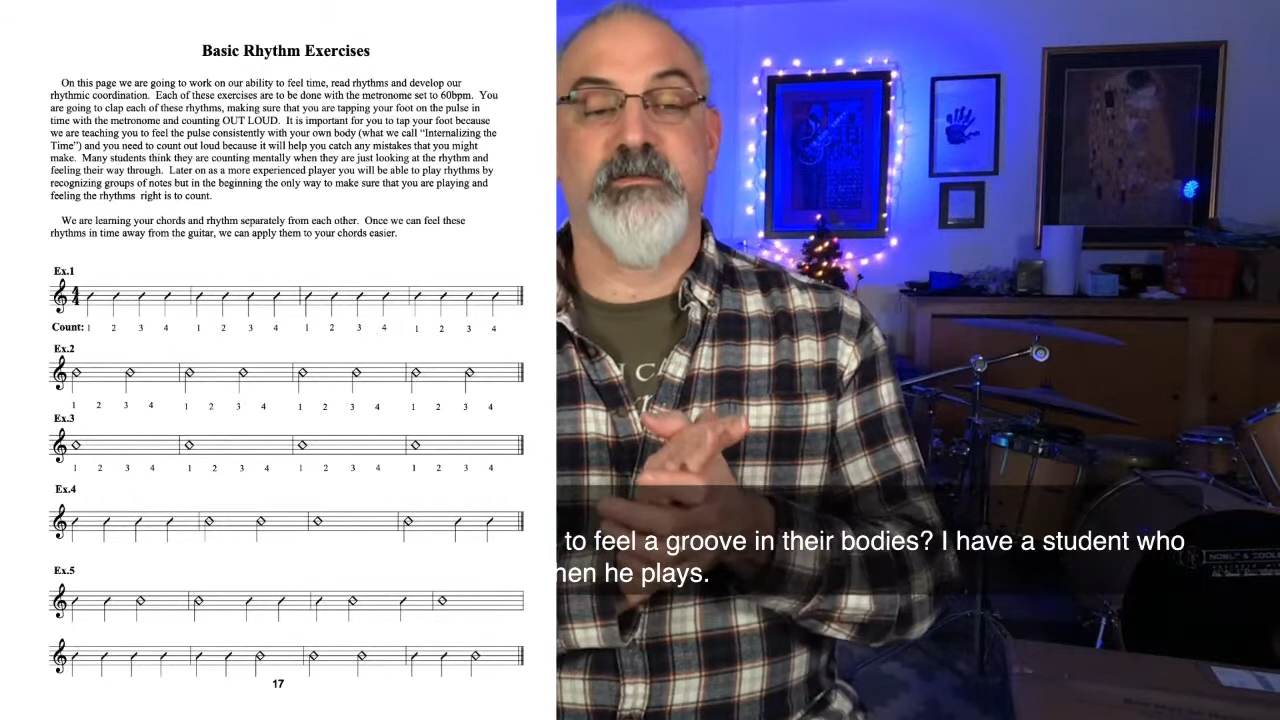 Basic Rhythm Exercises
On this page we are going to work on our ability to feel time, read rhythms and develop our
rhythmic coordination.  Each of these exercises are to be done with the metronome set to 60bpm.  You
are going to clap each of these rhythms, making sure that you are tapping your foot on the pulse in
time with the metronome and counting OUT LOUD.  It is important for you to tap your foot because
we are teaching you to feel the pulse consistently with your own body (what we call “Internalizing the
Time”) and you need to count out loud because it will help you catch any mistakes that you might
make.  Many students think they are counting mentally when they are just looking at the rhythm and
feeling their way through.  Later on as a more experienced player you will be able to play rhythms by
recognizing groups of notes but in the beginning the only way to make sure that you are playing and
feeling the rhythms  right is to count.
We are learning your chords and rhythm separately from each other.  Once we can feel these
rhythms in time away from the guitar, we can apply them to your chords easier.
Ex.1
4
4
Count: 1 2 3 4 1 2 3 4 1 2 3 4 1 2 3 4
Ex.2
1 2 3 4 1 2 3 4 1 2 3 4 1 2 3 4
Ex.3
1 2 3 4 1 2 3 4 1 2 3 4 1 2 3 4
Ex.4
Ex.5
17
to feel a groove in their bodies? I have a student who
hen he plays.